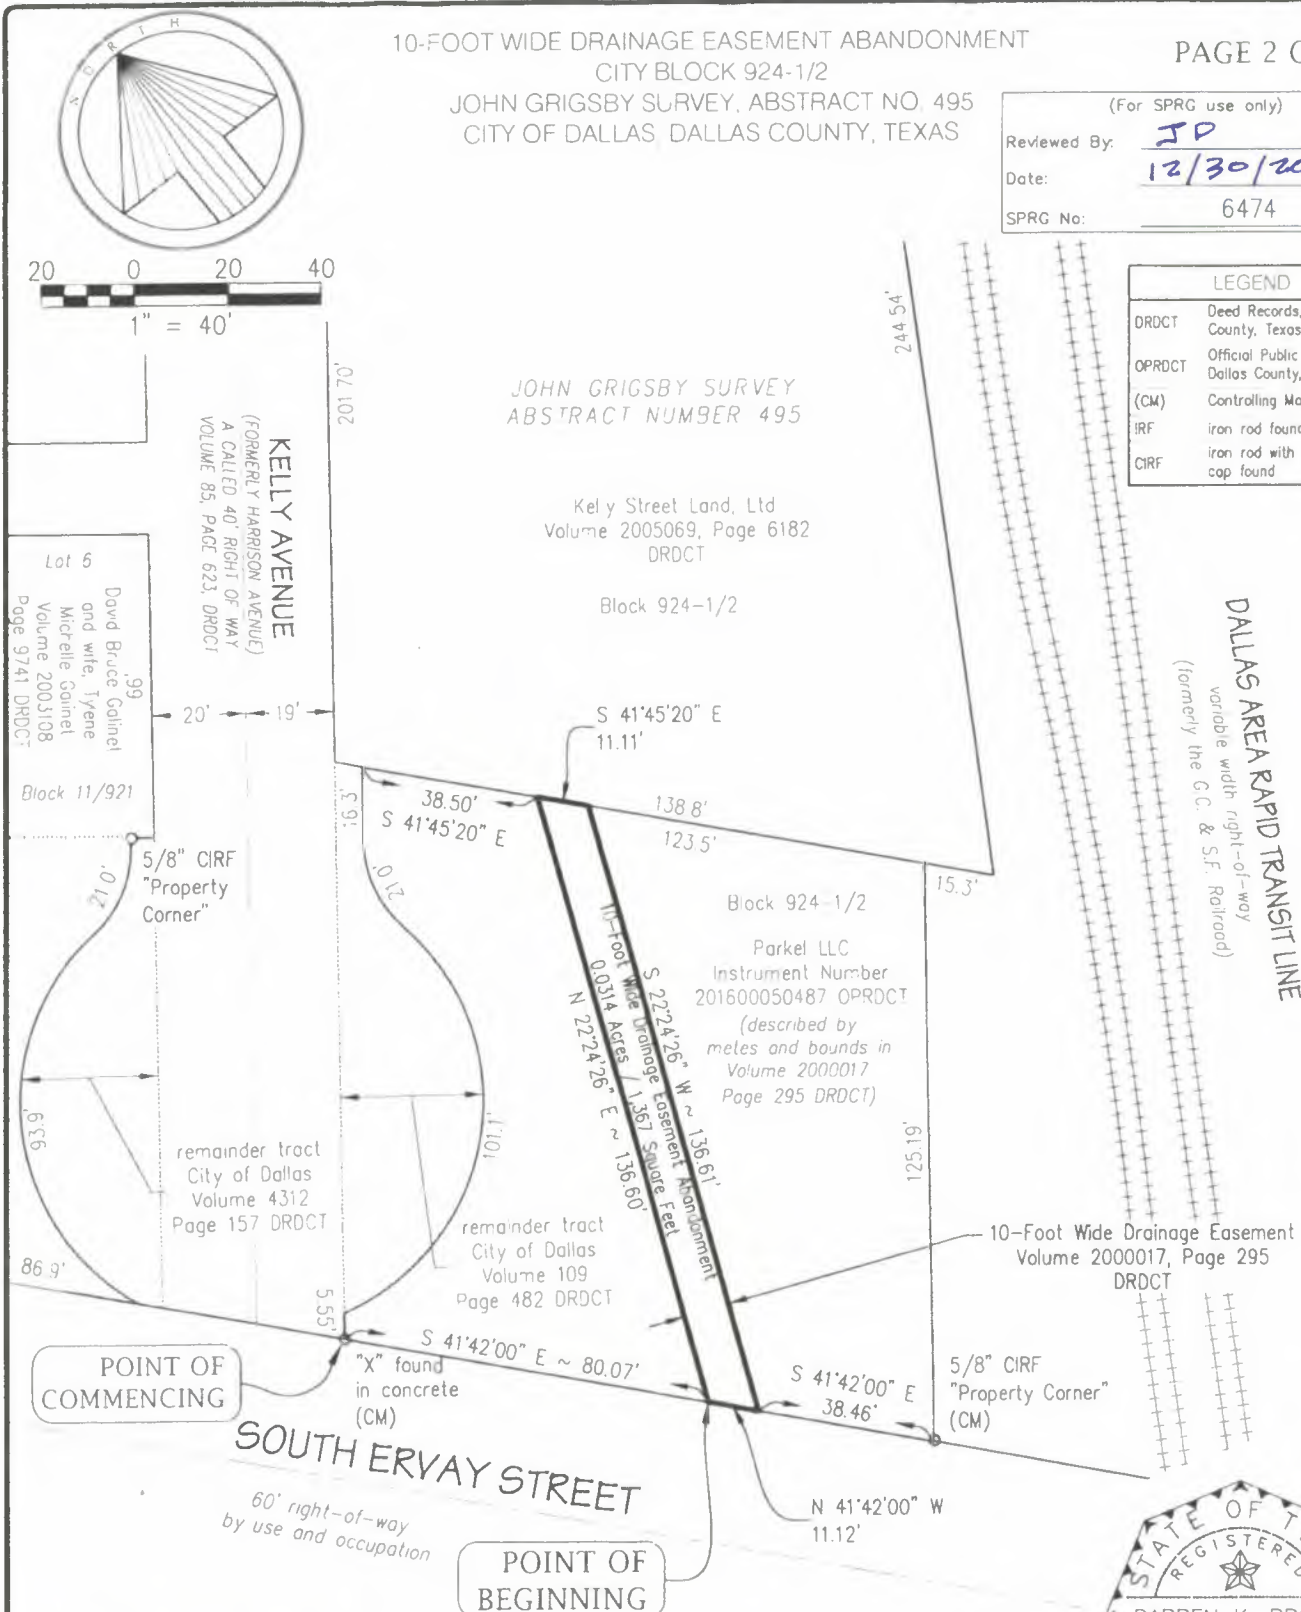 NORTH
10-FOOT WIDE DRAINAGE EASEMENT ABANDONMENT
CITY BLOCK 924-1/2
JOHN GRIGSBY SURVEY, ABSTRACT NO. 495
CITY OF DALLAS, DALLAS COUNTY, TEXAS
PAGE 2
(For SPRG use only)
Reviewed By: JD
Date: 12/30/20
SPRG No: 6474
20 0 20 40
1" = 40'
LEGEND
DRDCT Deed Records,
County, Texas
OPRDCT Official Public
Dallas County,
(CM) Controlling
IRF iron rod found
CIRF iron rod with
cap found
201.70'
244.54'
JOHN GRIGSBY SURVEY
ABSTRACT NUMBER 495
Kelly Street Land, Ltd
Volume 2005069, Page 6182
DRDCT
Block 924-1/2
KELLY AVENUE
(FORMERLY HARRISON AVENUE)
A CALLED 40' RIGHT OF WAY
VOLUME 85, PAGE 623, DRDCT
Lot 6
.99'
David Bruce Galinet
and wife, Tyene
Michelle Galinet
Volume 2003108
Page 9741 DRDCT
Block 11/921
20'
19'
DALLAS AREA RAPID TRANSIT LINE
variable width right-of-way
(formerly the G.C. & S.F. Railroad)
S 41°45'20" E
11.11'
38.50'
S 41°45'20" E
138.8'
123.5'
15.3'
16.3'
21.0'
21.0'
5/8" CIRF
"Property
Corner"
Block 924-1/2
Parkel LLC
Instrument Number
201600050487 OPRDCT
(described by
metes and bounds in
Volume 2000017
Page 295 DRDCT)
S 22°24'26" W ~ 136.61'
10-Foot Wide Drainage Easement Abandonment
0.0314 Acres / 1,367 Square Feet
N 22°24'26" E ~ 136.60'
93.9'
101.1'
125.19'
remainder tract
City of Dallas
Volume 4312
Page 157 DRDCT
remainder tract
City of Dallas
Volume 109
Page 482 DRDCT
10-Foot Wide Drainage Easement
Volume 2000017, Page 295
DRDCT
86.9'
5.55'
POINT OF
COMMENCING
"X" found
in concrete
(CM)
S 41°42'00" E ~ 80.07'
S 41°42'00" E
38.46'
5/8" CIRF
"Property Corner"
(CM)
SOUTH ERVAY STREET
60' right-of-way
by use and occupation
N 41°42'00" W
11.12'
POINT OF
BEGINNING
STATE OF
REGISTERED